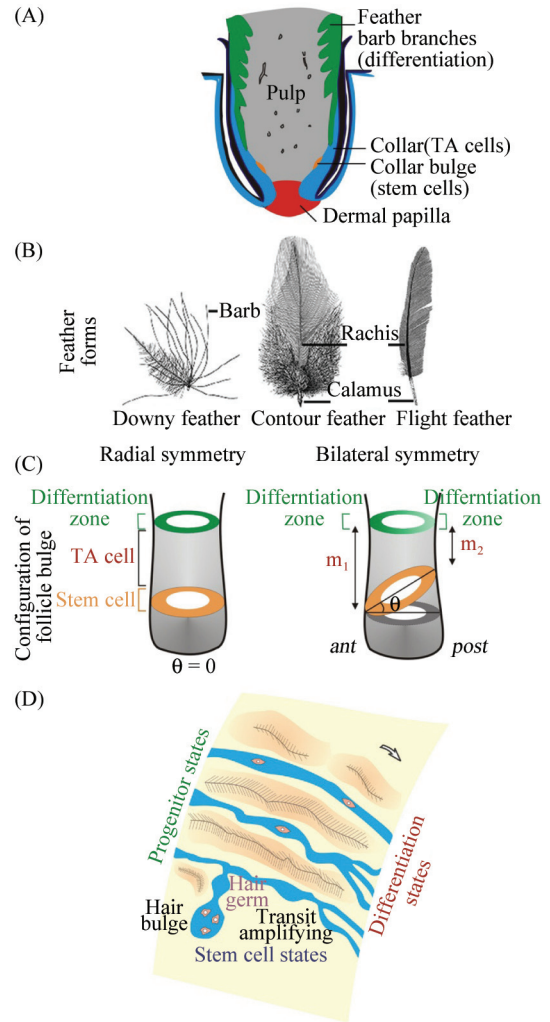 (A)
Feather
barb branches
(differentiation)
Pulp
Collar(TA cells)
Collar bulge
(stem cells)
Dermal papilla
(B)
Feather
forms
Barb
Rachis
Calamus
Downy feather
Contour feather
Flight feather
Radial symmetry
Bilateral symmetry
(C)
Configuration of
follicle bulge
Differntiation
zone
TA cell
Stem cell
θ = 0
Differntiation
zone
Differntiation
zone
m1
m2
θ
ant
post
(D)
Progenitor states
Differentiation
states
Hair
bulge
Hair
germ
Transit
amplifying
Stem cell states